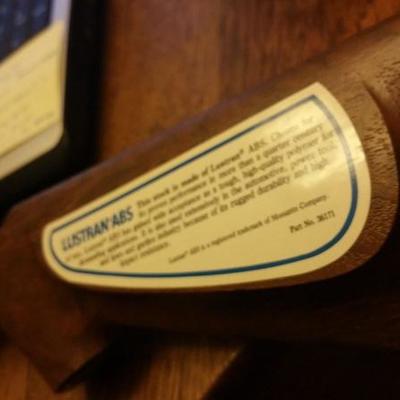 LUSTRAN® ABS
This stock is made of Lustran® ABS. Chosen for
its proven performance in more than a quarter century
of use, Lustran® ABS has gained wide acceptance as a tough, high-quality polymer for
demanding applications. It is also used extensively in the automotive, power tool,
and lawn and garden industry because of its rugged durability and high
impact resistance.
Lustran® ABS is a registered trademark of Monsanto Company.
Part No. 36171